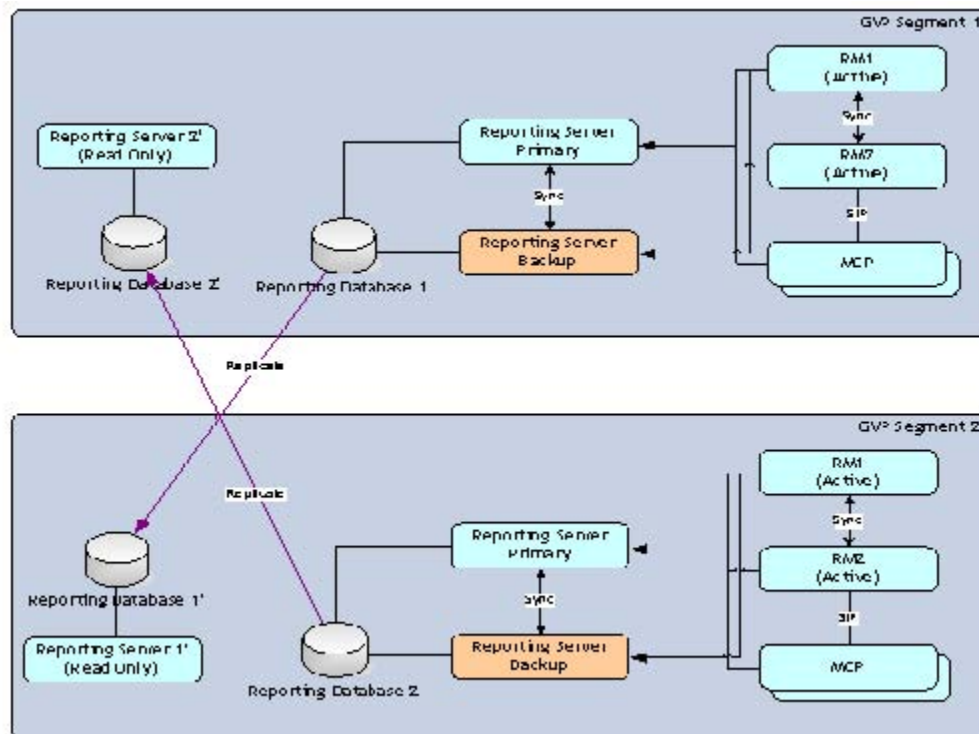 GVP Segment 1
RM1
(Active)
Sync
RM2
(Active)
SIP
MCP
Reporting Server 2'
(Read Only)
Reporting Server
Primary
Sync
Reporting Server
Backup
Reporting Database 2'
Reporting Database 1
Replicate
GVP Segment 2
RM1
(Active)
Sync
RM2
(Active)
SIP
MCP
Replicate
Reporting Server
Primary
Sync
Reporting Server
Backup
Reporting Database 1'
Reporting Server 1'
(Read Only)
Reporting Database 2